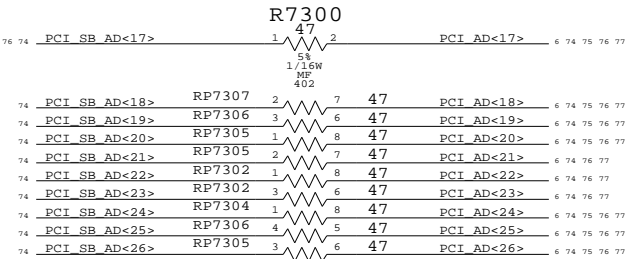 R7300
47
76 74 PCI_SB_AD<17> 1 2 PCI_AD<17> 6 74 75 76 77
5%
1/16W
MF
402
74 PCI_SB_AD<18> RP7307 2 7 47 PCI_AD<18> 6 74 75 76 77
74 PCI_SB_AD<19> RP7306 3 6 47 PCI_AD<19> 6 74 75 76 77
74 PCI_SB_AD<20> RP7305 1 8 47 PCI_AD<20> 6 74 75 76 77
74 PCI_SB_AD<21> RP7305 2 7 47 PCI_AD<21> 6 74 76 77
74 PCI_SB_AD<22> RP7302 1 8 47 PCI_AD<22> 6 74 76 77
74 PCI_SB_AD<23> RP7302 3 6 47 PCI_AD<23> 6 74 76 77
74 PCI_SB_AD<24> RP7304 1 8 47 PCI_AD<24> 6 74 75 76 77
74 PCI_SB_AD<25> RP7306 4 5 47 PCI_AD<25> 6 74 75 76 77
74 PCI_SB_AD<26> RP7305 3 6 47 PCI_AD<26> 6 74 75 76 77